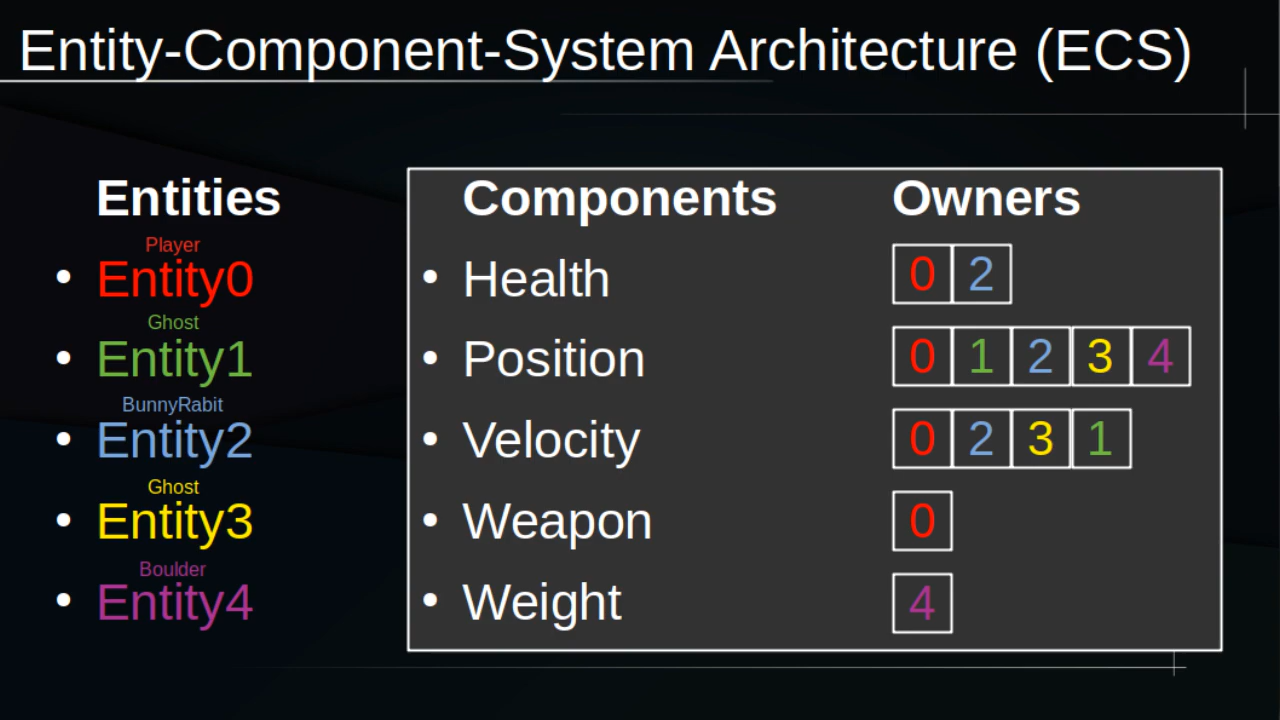 Entity-Component-System Architecture (ECS)
Entities
Player
• Entity0
Ghost
• Entity1
BunnyRabit
• Entity2
Ghost
• Entity3
Boulder
• Entity4
Components Owners
• Health 0 2
• Position 0 1 2 3 4
• Velocity 0 2 3 1
• Weapon 0
• Weight 4